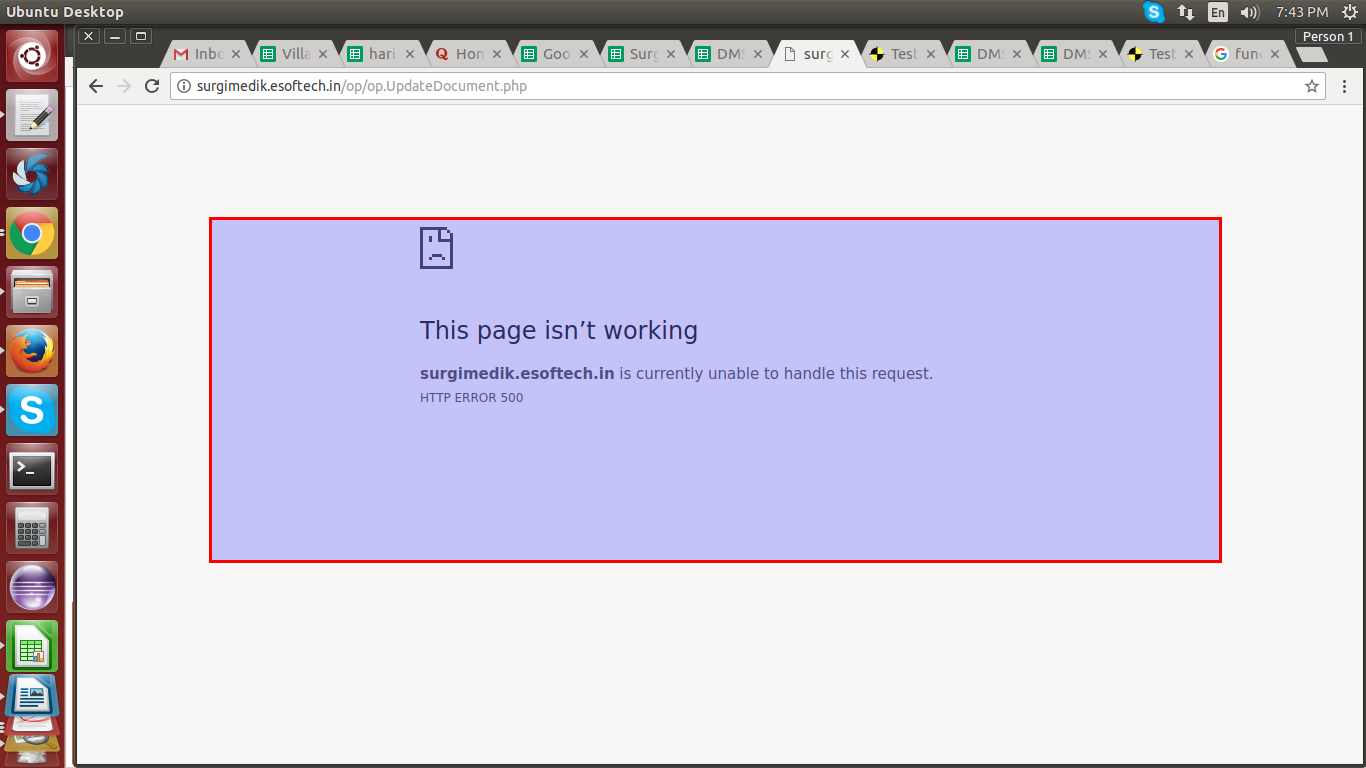 Ubuntu Desktop
En
7:43 PM
Person 1
Inbo
Villa
hari
Hom
Goo
Surg
DMS
surg
Test
DMS
DMS
Test
fun
surgimedik.esoftech.in/op/op.UpdateDocument.php
This page isn’t working
surgimedik.esoftech.in is currently unable to handle this request.
HTTP ERROR 500